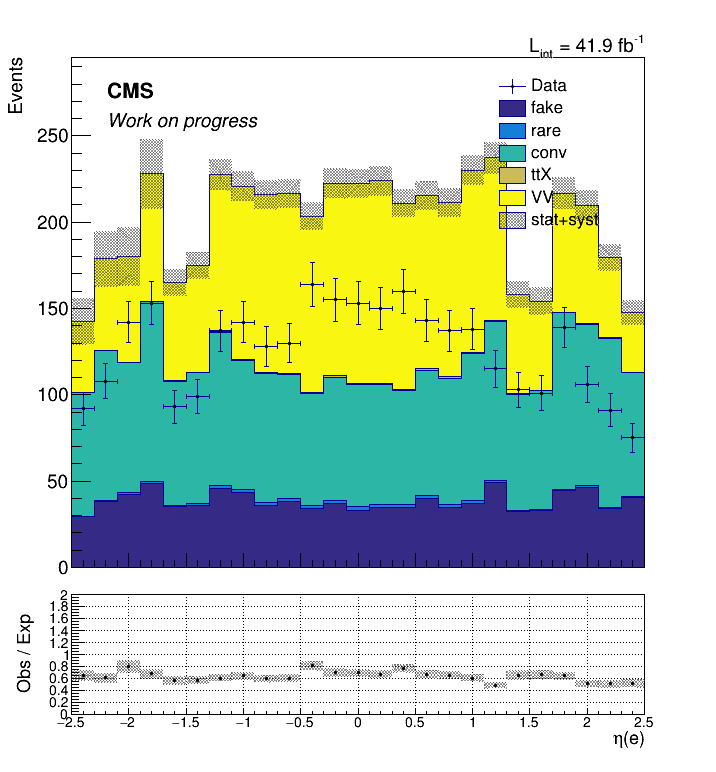 L_int = 41.9 fb^-1
Events
CMS
Work on progress
Data
fake
rare
conv
ttX
VV
stat+syst
250
200
150
100
50
0
Obs / Exp
2
1.8
1.6
1.4
1.2
1
0.8
0.6
0.4
0.2
0
−2.5 −2 −1.5 −1 −0.5 0 0.5 1 1.5 2 2.5
η(e)